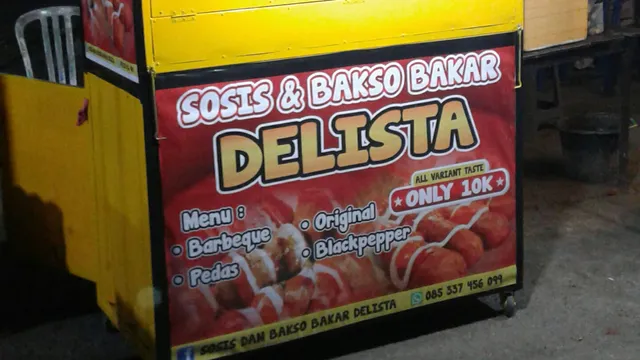 SOSIS & BAKSO BAKAR
DELISTA
ALL VARIANT TASTE
ONLY 10K
Menu :
• Barbeque
• Original
• Pedas
• Blackpepper
SOSIS DAN BAKSO BAKAR DELISTA
085 337 456 099